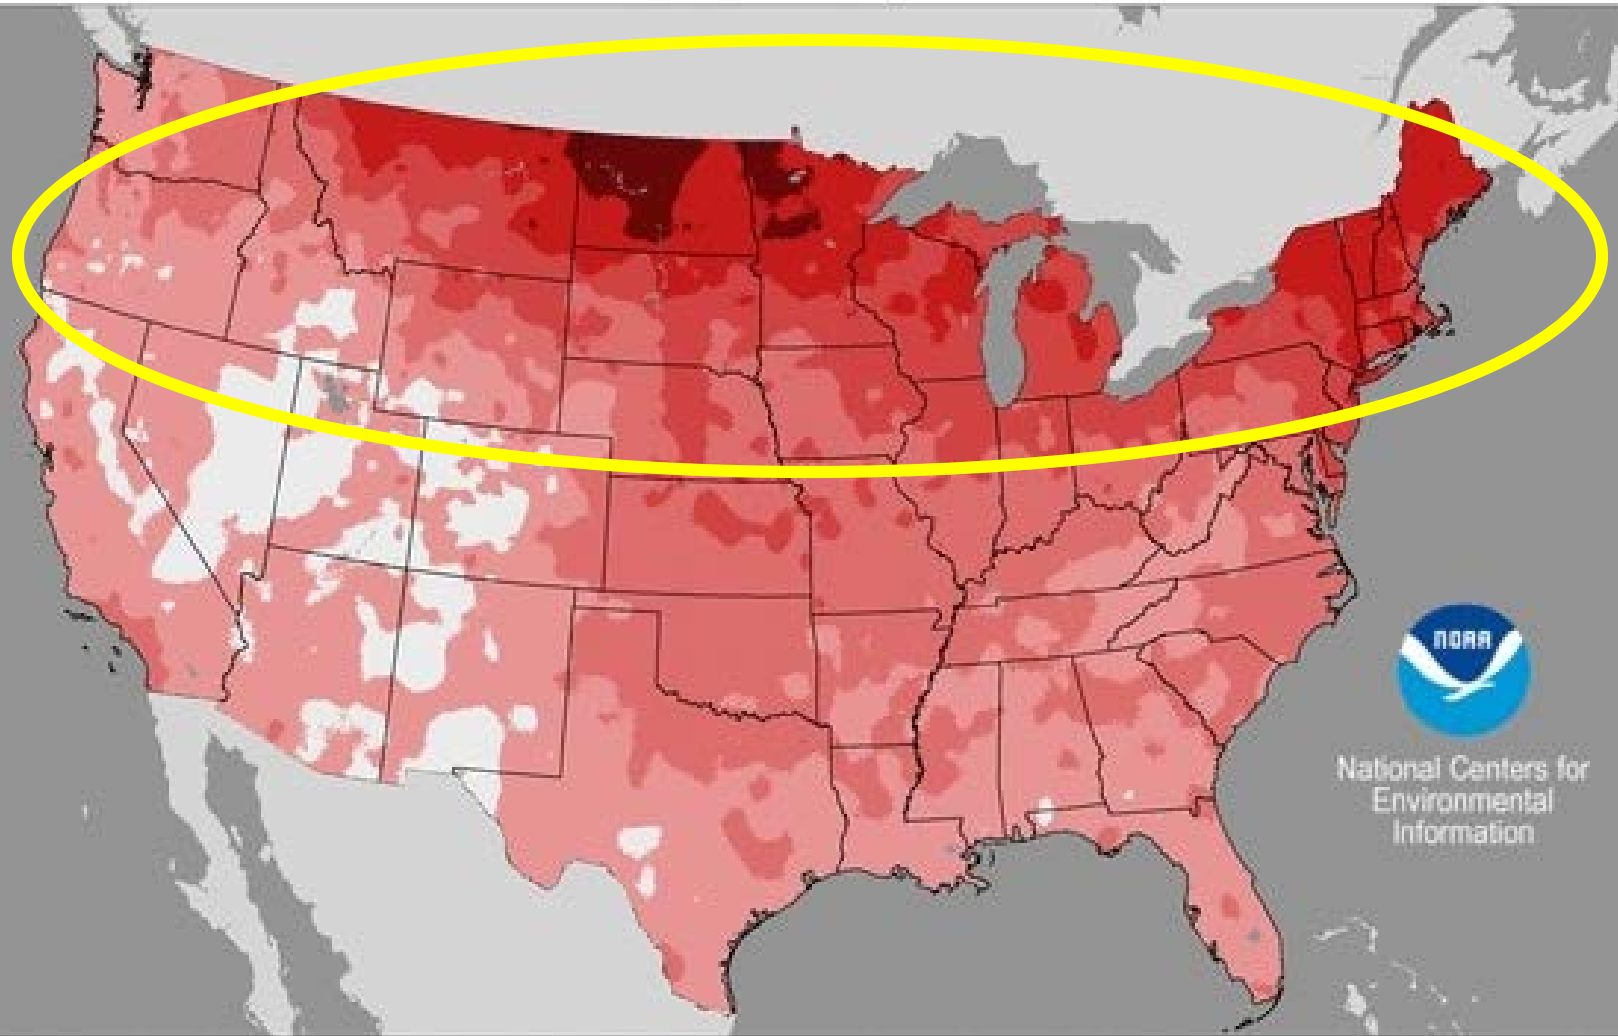 NOAA
National Centers for
Environmental
Information